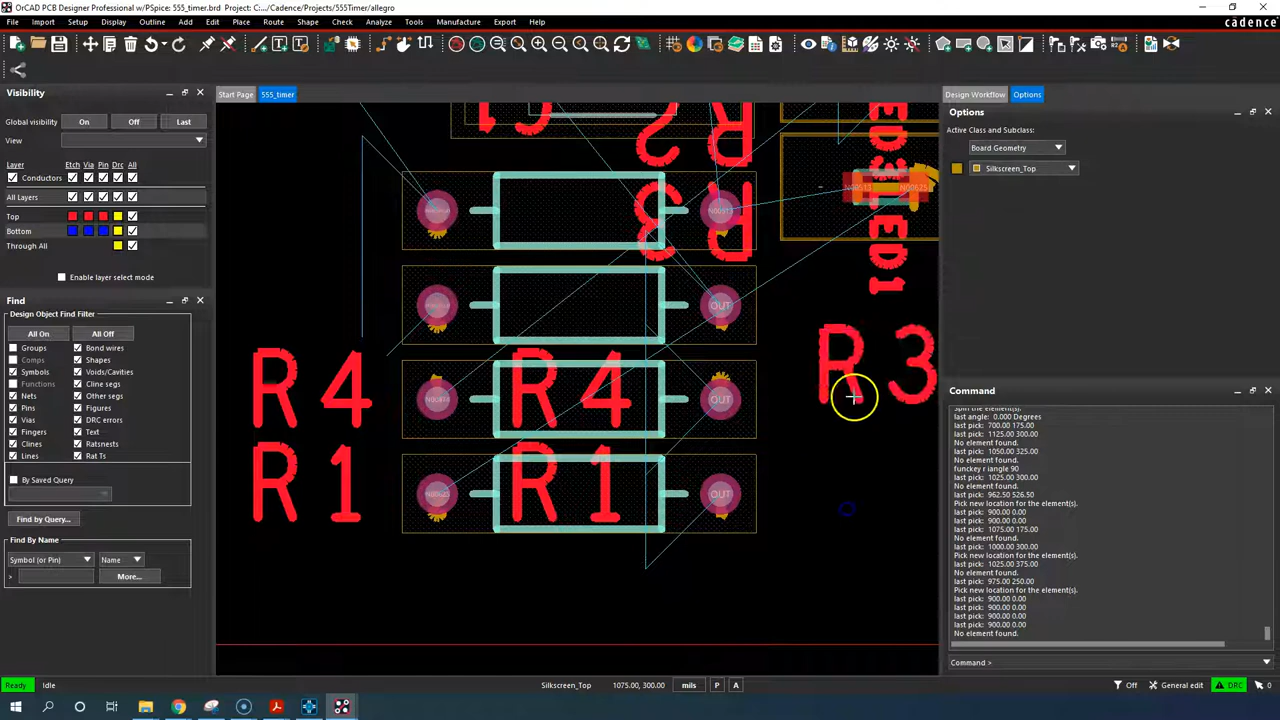 OrCAD PCB Designer Professional w/PSpice: 555_timer.brd  Project: C:.../Cadence/Projects/555Timer/allegro
File Import Setup Display Outline Add Edit Place Route Shape Check Analyze Tools Manufacture Export Help
cadence
Visibility
Global visibility On Off Last
View
Layer Etch Via Pin Drc All
Conductors
All Layers
Top
Bottom
Through All
Enable layer select mode
Find
Design Object Find Filter
All On All Off
Groups Bond wires
Comps Shapes
Symbols Voids/Cavities
Functions Cline segs
Nets Other segs
Pins Figures
Vias DRC errors
Fingers Text
Clines Ratsnests
Lines Rat Ts
By Saved Query
Find by Query...
Find By Name
Symbol (or Pin) Name
> More...
Start Page 555_timer
C1
R2
R3
LED1
N00513 N00625
N00513
OUT
R3
R4 R4 OUT
R1 N00625 R1 OUT
Design Workflow Options
Options
Active Class and Subclass:
Board Geometry
Silkscreen_Top
Command
last angle: 0.000 Degrees
last pick: 700.00 175.00
last pick: 1125.00 300.00
No element found.
last pick: 1050.00 325.00
No element found.
funckey r iangle 90
last pick: 1025.00 300.00
No element found.
last pick: 962.50 526.50
Pick new location for the element(s).
last pick: 900.00 0.00
last pick: 900.00 0.00
last pick: 1075.00 175.00
No element found.
last pick: 1000.00 300.00
Pick new location for the element(s).
last pick: 1025.00 375.00
No element found.
last pick: 975.00 250.00
Pick new location for the element(s).
last pick: 900.00 0.00
last pick: 900.00 0.00
last pick: 900.00 0.00
last pick: 900.00 0.00
No element found.
Command >
Ready Idle Silkscreen_Top 1075.00, 300.00 mils P A Off General edit DRC 0